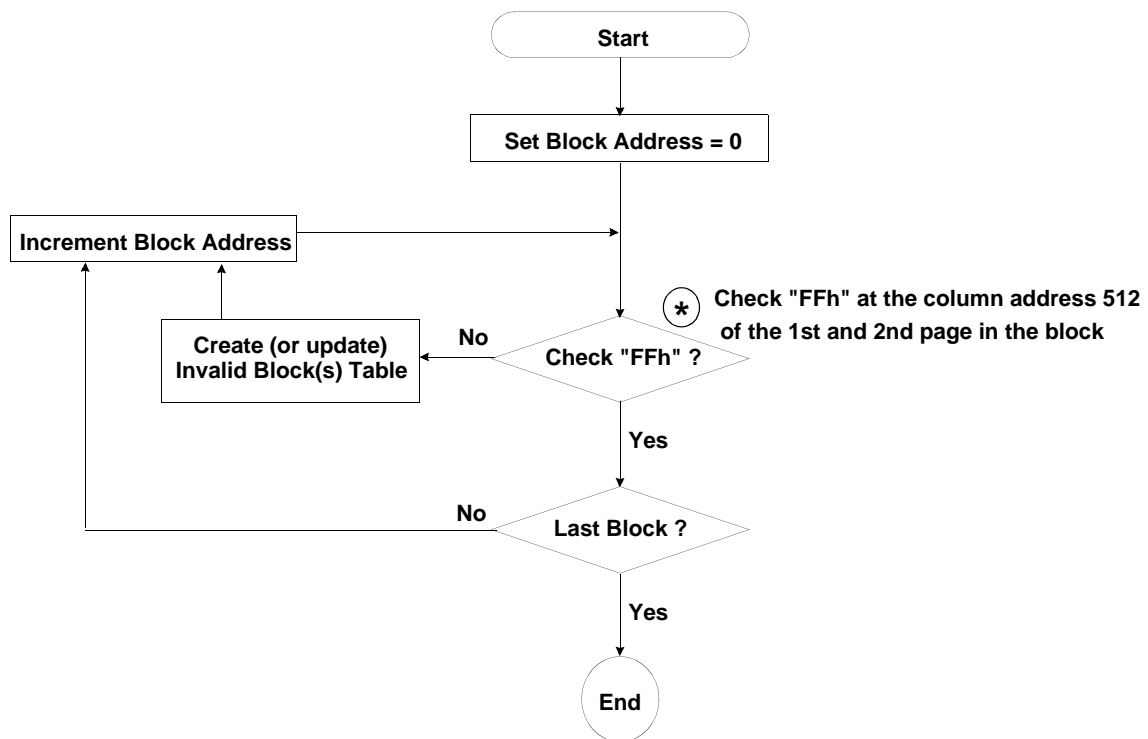 Start
Set Block Address = 0
Increment Block Address
* Check "FFh" at the column address 512
of the 1st and 2nd page in the block
Create (or update)
Invalid Block(s) Table
No
Check "FFh" ?
Yes
No
Last Block ?
Yes
End